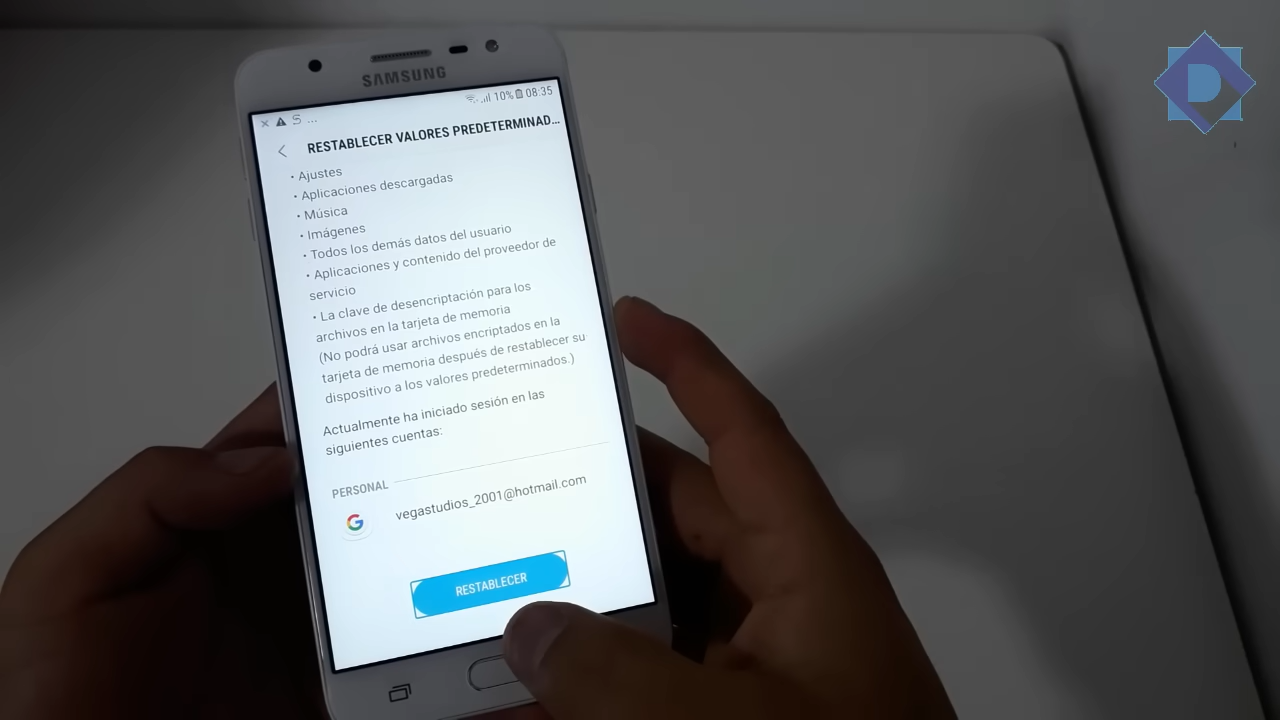 SAMSUNG
... 10% 08:35
RESTABLECER VALORES PREDETERMINAD...
• Ajustes
• Aplicaciones descargadas
• Música
• Imágenes
• Todos los demás datos del usuario
• Aplicaciones y contenido del proveedor de
servicio
• La clave de desencriptación para los
archivos en la tarjeta de memoria
(No podrá usar archivos encriptados en la
tarjeta de memoria después de restablecer su
dispositivo a los valores predeterminados.)
Actualmente ha iniciado sesión en las
siguientes cuentas:
PERSONAL
G vegastudios_2001@hotmail.com
RESTABLECER
D